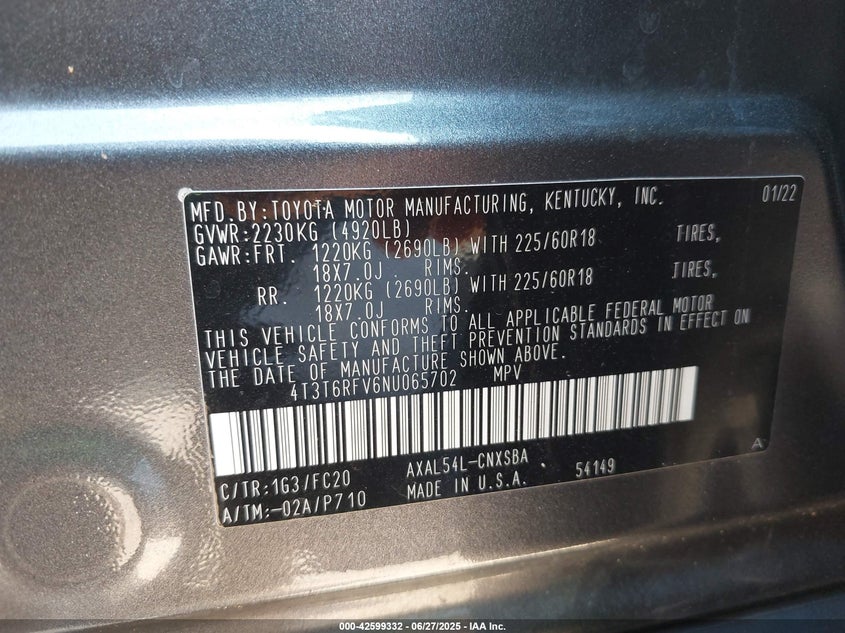 MFD.BY:TOYOTA MOTOR MANUFACTURING, KENTUCKY, INC. 01/22
GVWR:2230KG (4920LB)
GAWR:FRT. 1220KG (2690LB) WITH 225/60R18 TIRES,
18X7.0J RIMS.
RR. 1220KG (2690LB) WITH 225/60R18 TIRES,
18X7.0J RIMS.
THIS VEHICLE CONFORMS TO ALL APPLICABLE FEDERAL MOTOR
VEHICLE SAFETY AND THEFT PREVENTION STANDARDS IN EFFECT ON
THE DATE OF MANUFACTURE SHOWN ABOVE.
4T3T6RFV6NU065702 MPV
A
C/TR:1G3/FC20 AXAL54L-CNXSBA 54149
A/TM:-02A/P710 MADE IN U.S.A.
000-42599332 - 06/27/2025 - IAA Inc.